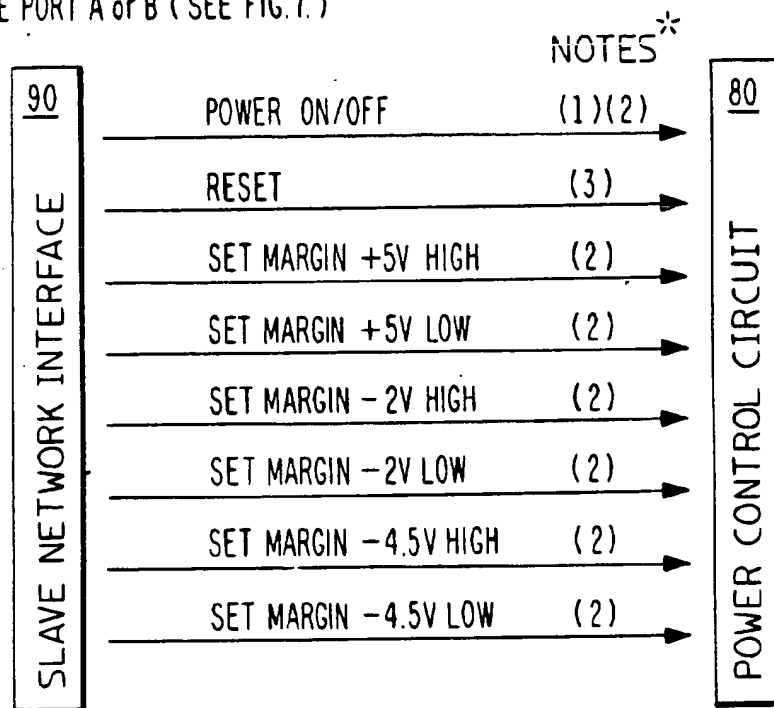 E PORT A or B ( SEE FIG. 7. )
NOTES*
90
80
POWER ON/OFF (1)(2)
RESET (3)
SET MARGIN +5V HIGH (2)
SET MARGIN +5V LOW (2)
SET MARGIN -2V HIGH (2)
SET MARGIN -2V LOW (2)
SET MARGIN -4.5V HIGH (2)
SET MARGIN -4.5V LOW (2)
SLAVE NETWORK INTERFACE
POWER CONTROL CIRCUIT